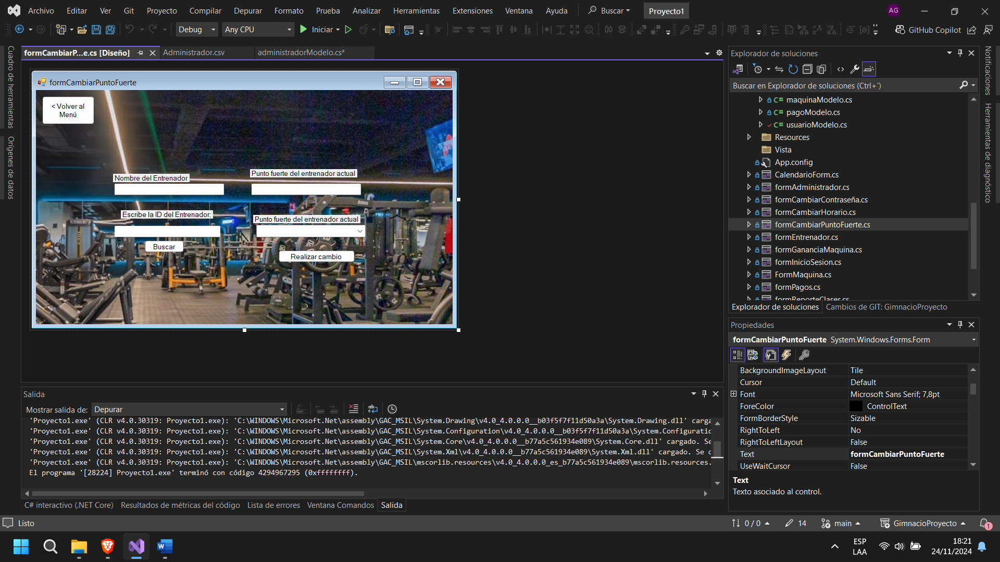 Archivo Editar Ver Git Proyecto Compilar Depurar Formato Prueba Analizar Herramientas Extensiones Ventana Ayuda Buscar Proyecto1 AG
Debug Any CPU Iniciar GitHub Copilot
Cuadro de herramientas
Orígenes de datos
formCambiarP...e.cs [Diseño] Administrador.csv administradorModelo.cs*
formCambiarPuntoFuerte
< Volver al
Menú
Nombre del Entrenador
Punto fuerte del entrenador actual
Escribe la ID del Entrenador:
Punto fuerte del entrenador actual
Buscar
Realizar cambio
Salida
Mostrar salida de: Depurar
'Proyecto1.exe' (CLR v4.0.30319: Proyecto1.exe): 'C:\WINDOWS\Microsoft.Net\assembly\GAC_MSIL\System.Drawing\v4.0_4.0.0.0__b03f5f7f11d50a3a\System.Drawing.dll' carga
'Proyecto1.exe' (CLR v4.0.30319: Proyecto1.exe): 'C:\WINDOWS\Microsoft.Net\assembly\GAC_MSIL\System.Configuration\v4.0_4.0.0.0__b03f5f7f11d50a3a\System.Configuratio
'Proyecto1.exe' (CLR v4.0.30319: Proyecto1.exe): 'C:\WINDOWS\Microsoft.Net\assembly\GAC_MSIL\System.Core\v4.0_4.0.0.0__b77a5c561934e089\System.Core.dll' cargado. Se
'Proyecto1.exe' (CLR v4.0.30319: Proyecto1.exe): 'C:\WINDOWS\Microsoft.Net\assembly\GAC_MSIL\System.Xml\v4.0_4.0.0.0__b77a5c561934e089\System.Xml.dll' cargado. Se c
'Proyecto1.exe' (CLR v4.0.30319: Proyecto1.exe): 'C:\WINDOWS\Microsoft.Net\assembly\GAC_MSIL\mscorlib.resources\v4.0_4.0.0.0_es_b77a5c561934e089\mscorlib.resources.
El programa '[28224] Proyecto1.exe' terminó con código 4294967295 (0xffffffff).
C# interactivo (.NET Core) Resultados de métricas del código Lista de errores Ventana Comandos Salida
Explorador de soluciones
Buscar en Explorador de soluciones (Ctrl+´)
C# maquinaModelo.cs
C# pagoModelo.cs
C# usuarioModelo.cs
Resources
Vista
App.config
CalendarioForm.cs
formAdministrador.cs
formCambiarContraseña.cs
formCambiarHorario.cs
formCambiarPuntoFuerte.cs
formEntrenador.cs
formGananciaMaquina.cs
formInicioSesion.cs
FormMaquina.cs
formPagos.cs
formReporteClases.cs
Explorador de soluciones Cambios de GIT: GimnacioProyecto
Propiedades
formCambiarPuntoFuerte System.Windows.Forms.Form
BackgroundImageLayout Tile
Cursor Default
Font Microsoft Sans Serif; 7,8pt
ForeColor ControlText
FormBorderStyle Sizable
RightToLeft No
RightToLeftLayout False
Text formCambiarPuntoFuerte
UseWaitCursor False
Text
Texto asociado al control.
Notificaciones
Herramientas de diagnóstico
Listo 0 / 0 14 main GimnacioProyecto 1
ESP
LAA
18:21
24/11/2024